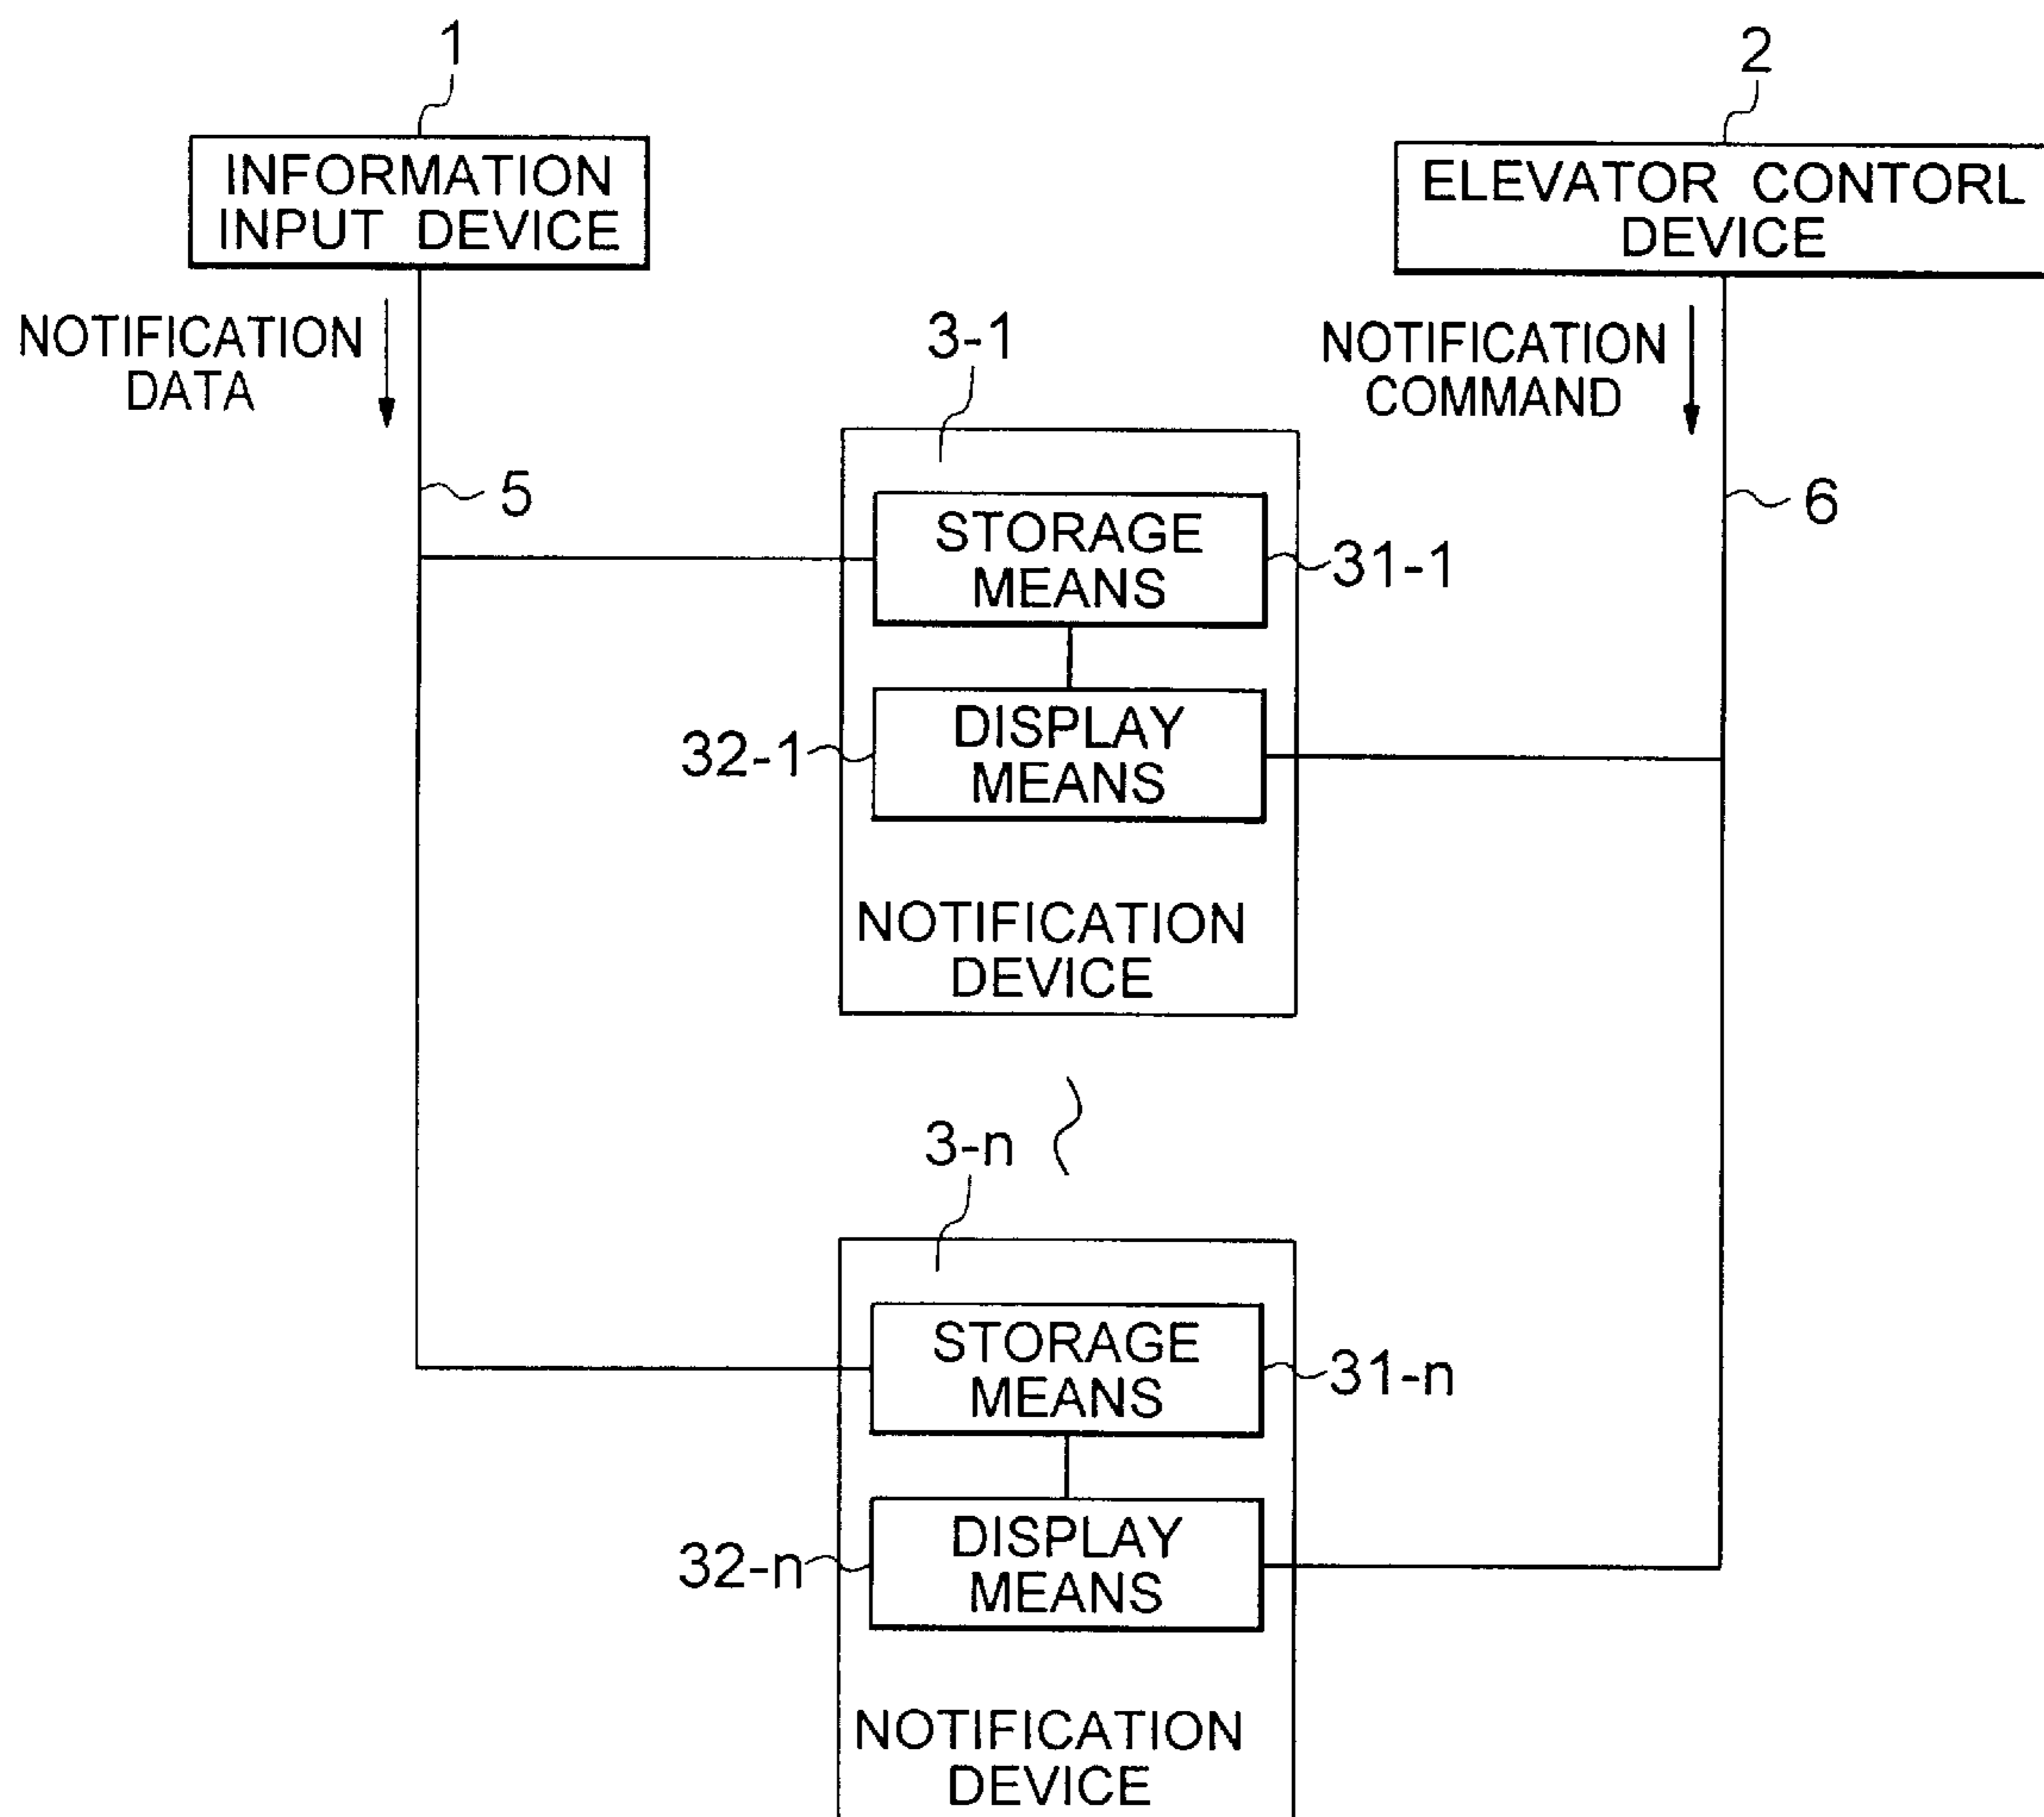 1
2
INFORMATION
INPUT DEVICE
ELEVATOR CONTORL
DEVICE
NOTIFICATION
DATA
3-1
NOTIFICATION
COMMAND
5
6
STORAGE
MEANS
31-1
32-1
DISPLAY
MEANS
NOTIFICATION
DEVICE
3-n
STORAGE
MEANS
31-n
32-n
DISPLAY
MEANS
NOTIFICATION
DEVICE